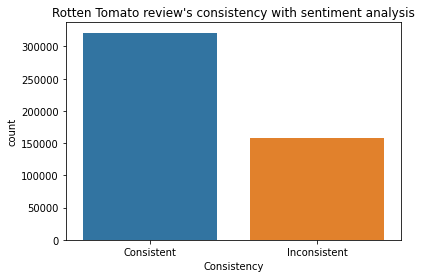 Rotten Tomato review's consistency with sentiment analysis
300000
250000
200000
150000
100000
50000
0
count
Consistent Inconsistent
Consistency